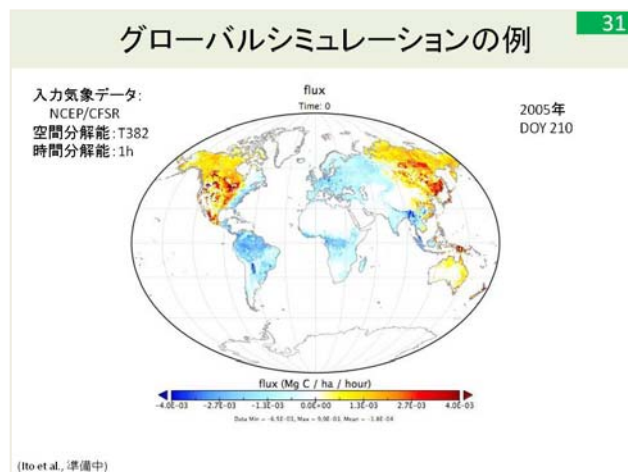 グローバルシミュレーションの例
31
入力気象データ:
NCEP/CFSR
空間分解能:T382
時間分解能:1h
flux
Time: 0
2005年
DOY 210
flux (Mg C / ha / hour)
-4.0E-03 -2.7E-03 -1.3E-03 0.0E+00 1.3E-03 2.7E-03 4.0E-03
(Ito et al., 準備中)